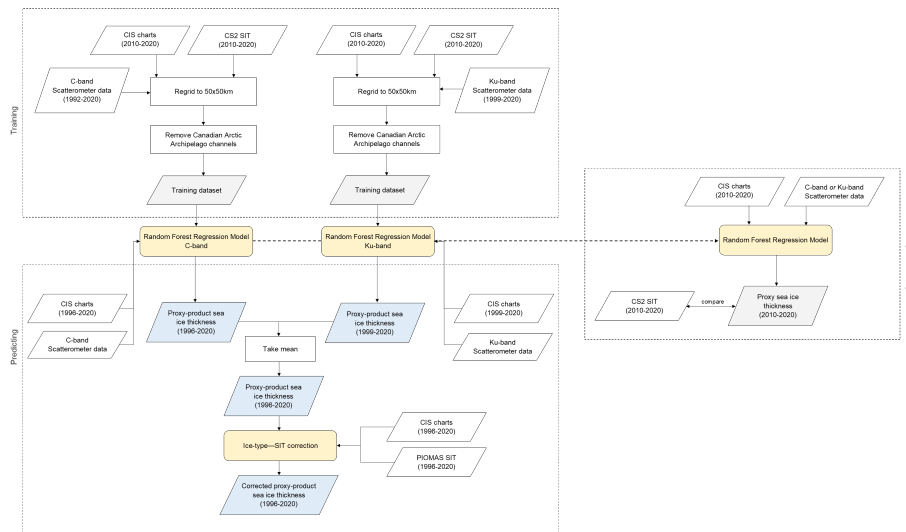 Training
CIS charts
(2010-2020)
CS2 SIT
(2010-2020)
C-band
Scatterometer data
(1992-2020)
Regrid to 50x50km
Remove Canadian Arctic
Archipelago channels
Training dataset
CIS charts
(2010-2020)
CS2 SIT
(2010-2020)
Ku-band
Scatterometer data
(1999-2020)
Regrid to 50x50km
Remove Canadian Arctic
Archipelago channels
Training dataset
Random Forest Regression Model
C-band
Random Forest Regression Model
Ku-band
Predicting
CIS charts
(1996-2020)
C-band
Scatterometer data
Proxy-product sea
ice thickness
(1996-2020)
Proxy-product sea
ice thickness
(1999-2020)
CIS charts
(1999-2020)
Ku-band
Scatterometer data
Take mean
Proxy-product sea
ice thickness
(1996-2020)
Ice-type—SIT correction
CIS charts
(1996-2020)
PIOMAS SIT
(1996-2020)
Corrected proxy-product
sea ice thickness
(1996-2020)
CIS charts
(2010-2020)
C-band or Ku-band
Scatterometer data
Random Forest Regression Model
CS2 SIT
(2010-2020)
compare
Proxy sea ice
thickness
(2010-2020)